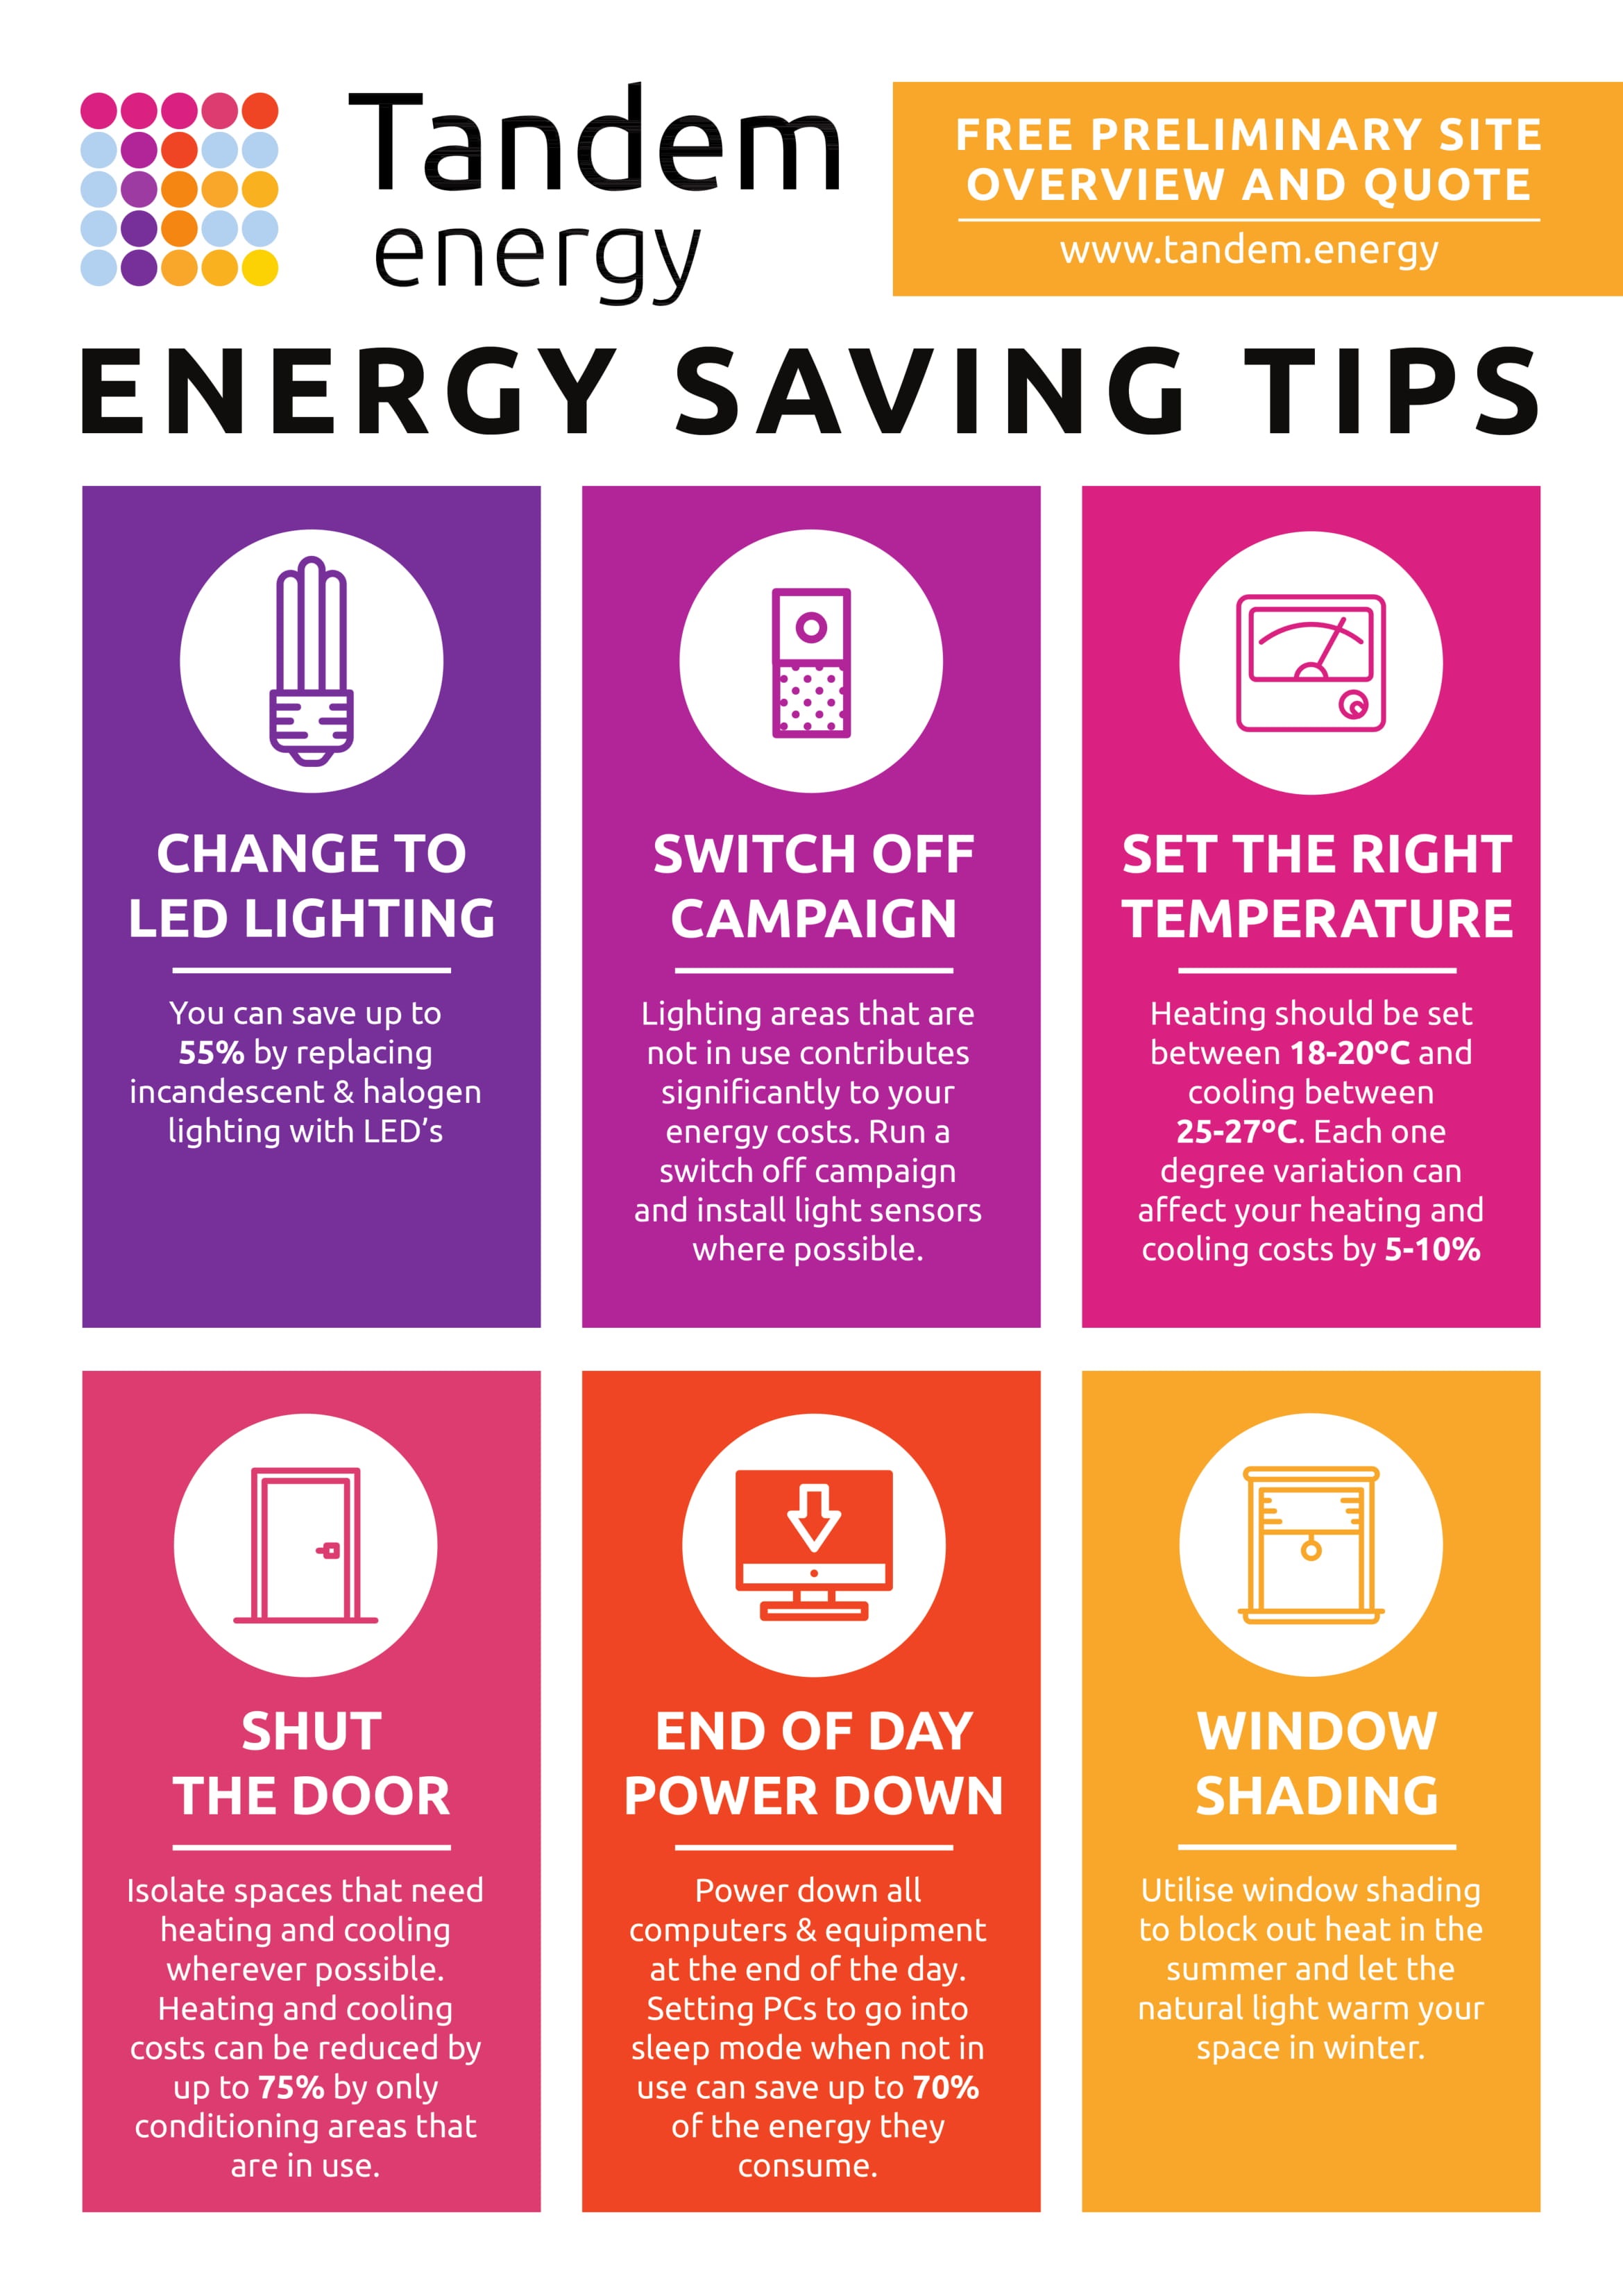 Tandem
energy
FREE PRELIMINARY SITE
OVERVIEW AND QUOTE
www.tandem.energy
ENERGY SAVING TIPS
CHANGE TO
LED LIGHTING
You can save up to
55% by replacing
incandescent & halogen
lighting with LED's
SWITCH OFF
CAMPAIGN
Lighting areas that are
not in use contributes
significantly to your
energy costs. Run a
switch off campaign
and install light sensors
where possible.
SET THE RIGHT
TEMPERATURE
Heating should be set
between 18-20ºC and
cooling between
25-27ºC. Each one
degree variation can
affect your heating and
cooling costs by 5-10%
SHUT
THE DOOR
Isolate spaces that need
heating and cooling
wherever possible.
Heating and cooling
costs can be reduced by
up to 75% by only
conditioning areas that
are in use.
END OF DAY
POWER DOWN
Power down all
computers & equipment
at the end of the day.
Setting PCs to go into
sleep mode when not in
use can save up to 70%
of the energy they
consume.
WINDOW
SHADING
Utilise window shading
to block out heat in the
summer and let the
natural light warm your
space in winter.